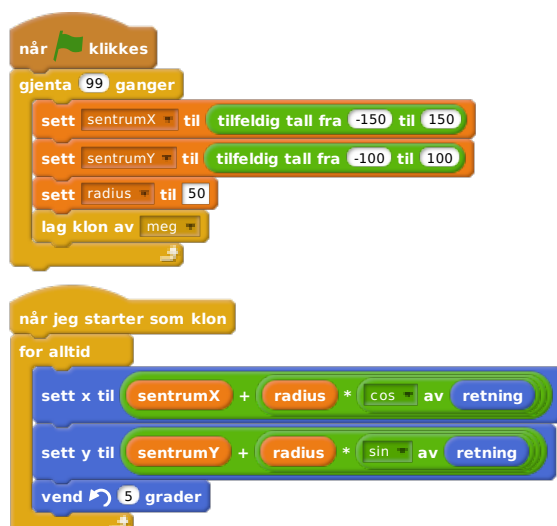 når klikkes
gjenta 99 ganger
sett sentrumX til tilfeldig tall fra -150 til 150
sett sentrumY til tilfeldig tall fra -100 til 100
sett radius til 50
lag klon av meg
når jeg starter som klon
for alltid
sett x til sentrumX + radius * cos av retning
sett y til sentrumY + radius * sin av retning
vend 5 grader